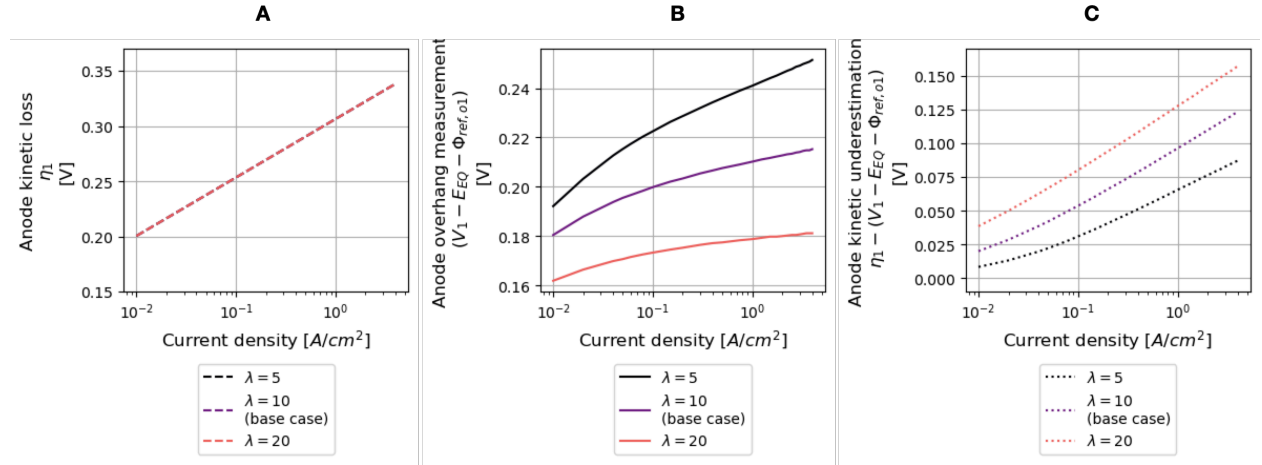 A
B
C
Anode kinetic loss
η₁
[V]
0.35
0.30
0.25
0.20
0.15
10⁻²
10⁻¹
10⁰
Current density [A/cm²]
λ = 5
λ = 10
(base case)
λ = 20
Anode overhang measurement
(V₁ − E_EQ − Φ_ref,o1)
[V]
0.24
0.22
0.20
0.18
0.16
10⁻²
10⁻¹
10⁰
Current density [A/cm²]
λ = 5
λ = 10
(base case)
λ = 20
Anode kinetic underestimation
η₁ − (V₁ − E_EQ − Φ_ref,o1)
[V]
0.150
0.125
0.100
0.075
0.050
0.025
0.000
10⁻²
10⁻¹
10⁰
Current density [A/cm²]
λ = 5
λ = 10
(base case)
λ = 20